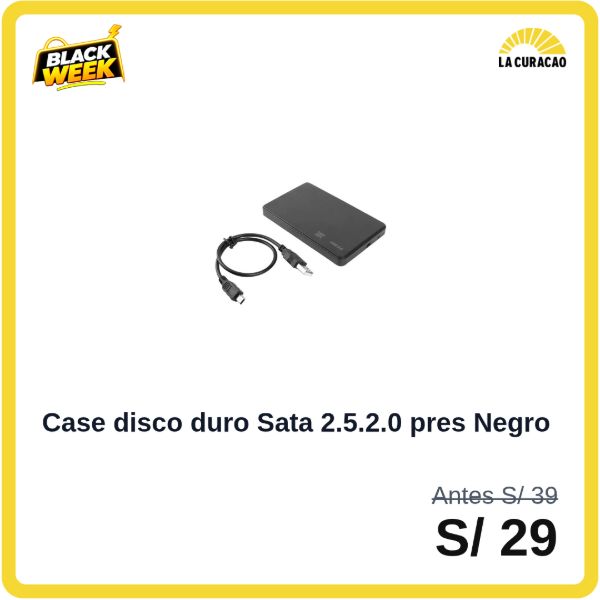 BLACK
WEEK
LA CURACAO
Case disco duro Sata 2.5.2.0 pres Negro
Antes S/ 39
S/ 29